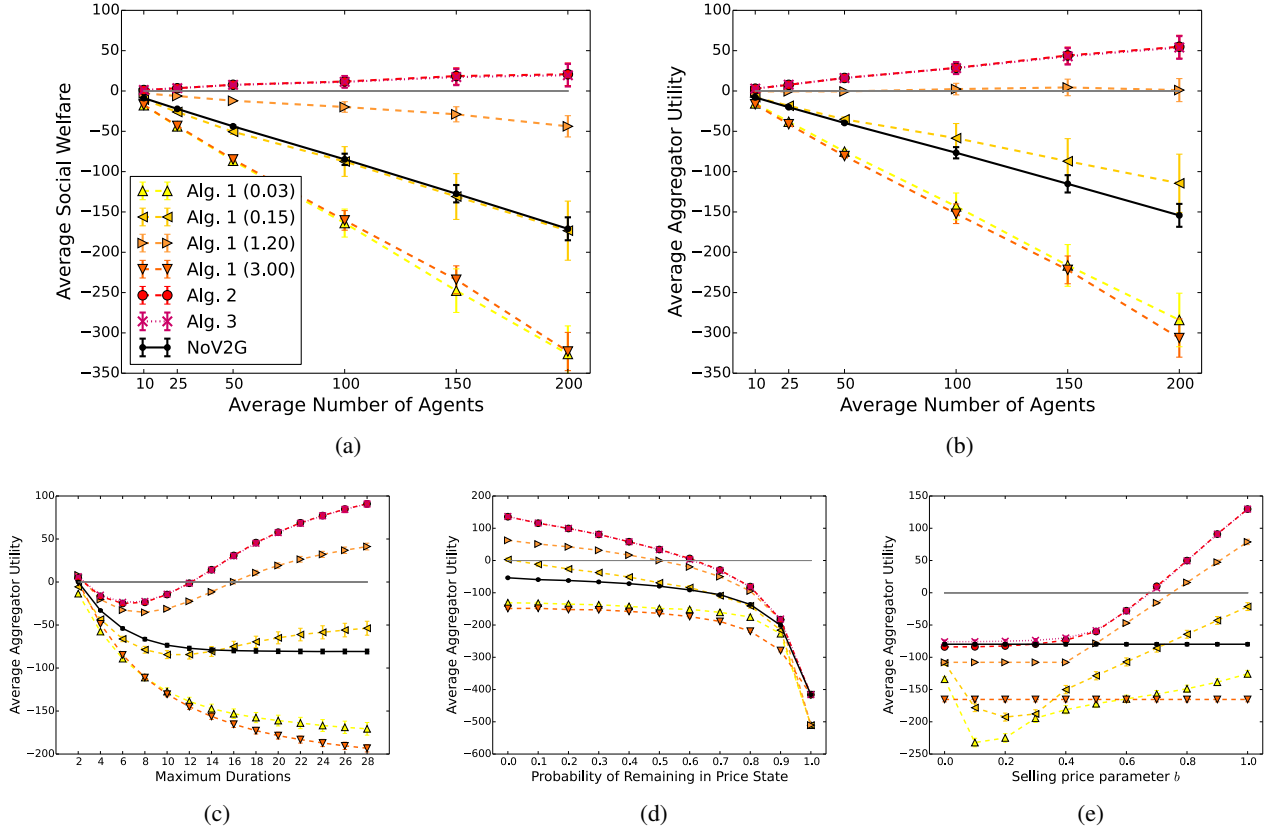 100
50
0
−50
−100
−150
−200
−250
−300
−350
Average Social Welfare
Alg. 1 (0.03)
Alg. 1 (0.15)
Alg. 1 (1.20)
Alg. 1 (3.00)
Alg. 2
Alg. 3
NoV2G
10 25 50 100 150 200
Average Number of Agents
(a)
100
50
0
−50
−100
−150
−200
−250
−300
−350
Average Aggregator Utility
10 25 50 100 150 200
Average Number of Agents
(b)
100
50
0
−50
−100
−150
−200
Average Aggregator Utility
2 4 6 8 10 12 14 16 18 20 22 24 26 28
Maximum Durations
(c)
200
100
0
−100
−200
−300
−400
−500
−600
Average Aggregator Utility
0.0 0.1 0.2 0.3 0.4 0.5 0.6 0.7 0.8 0.9 1.0
Probability of Remaining in Price State
(d)
150
100
50
0
−50
−100
−150
−200
−250
Average Aggregator Utility
0.0 0.2 0.4 0.6 0.8 1.0
Selling price parameter b
(e)